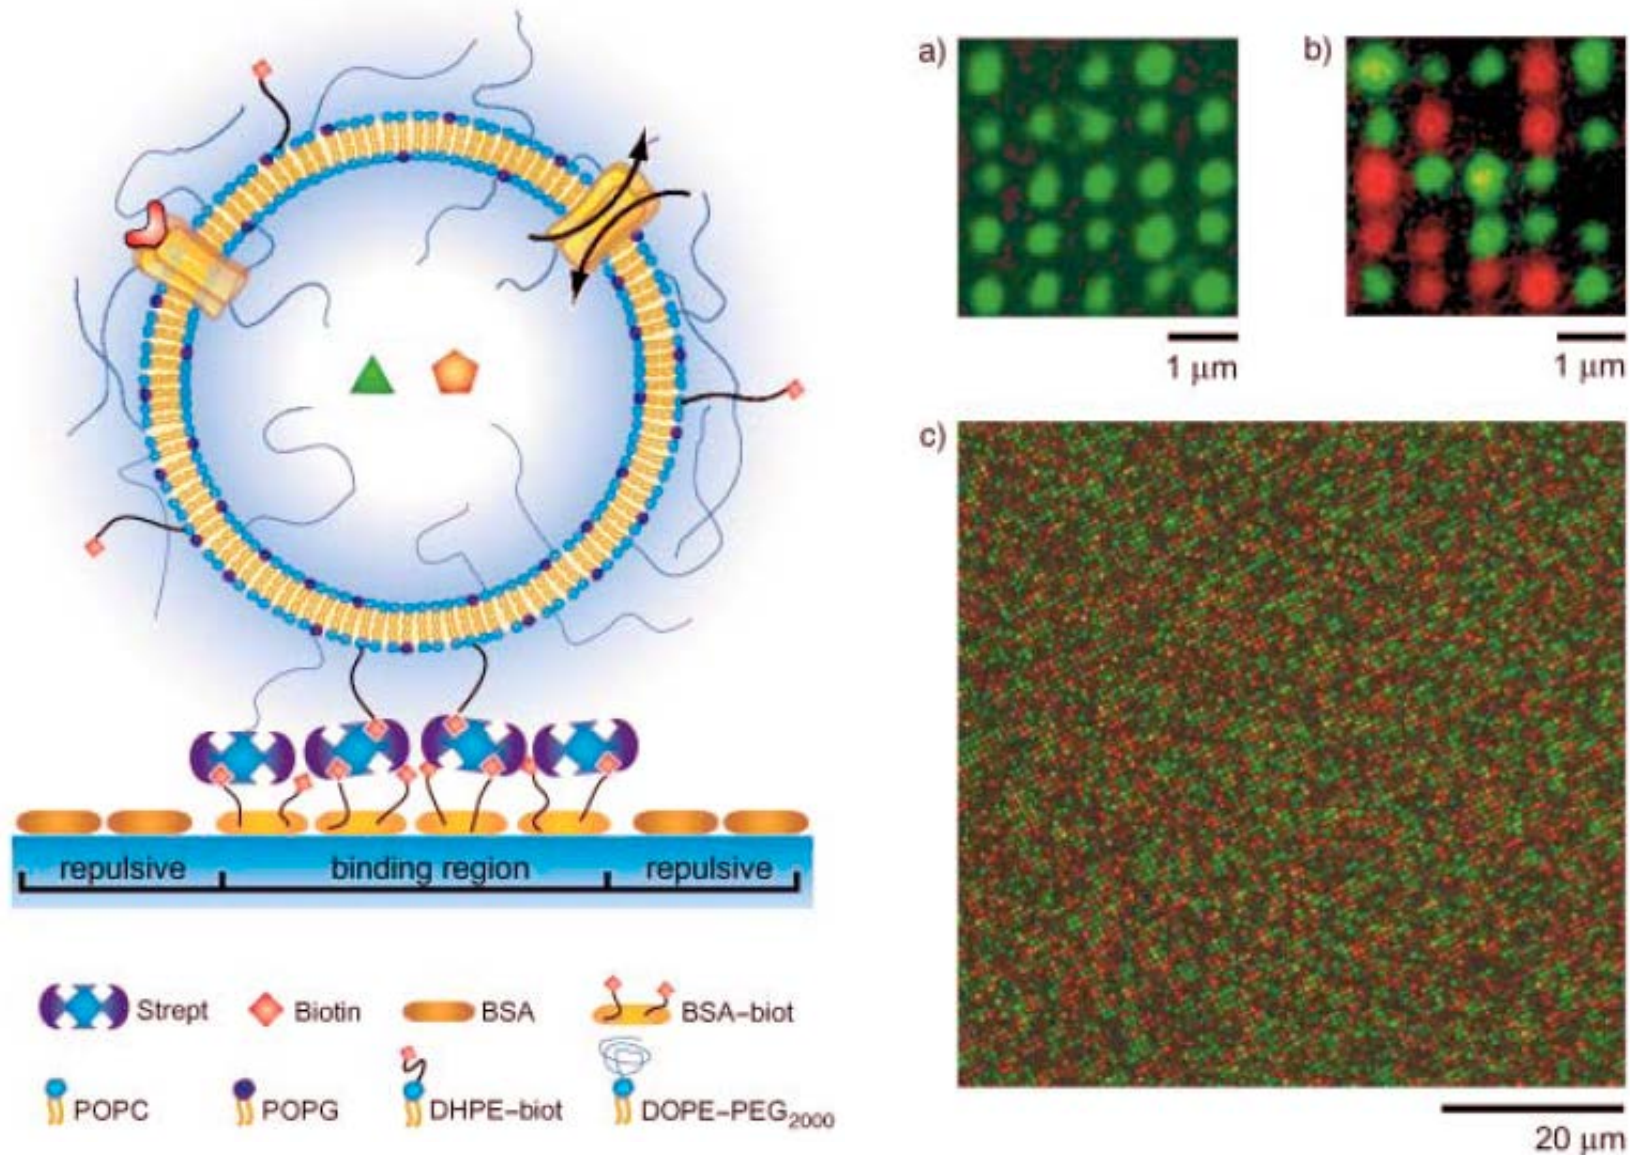 a)
b)
1 µm
1 µm
c)
repulsive
binding region
repulsive
Strept
Biotin
BSA
BSA-biot
POPC
POPG
DHPE-biot
DOPE-PEG2000
20 µm